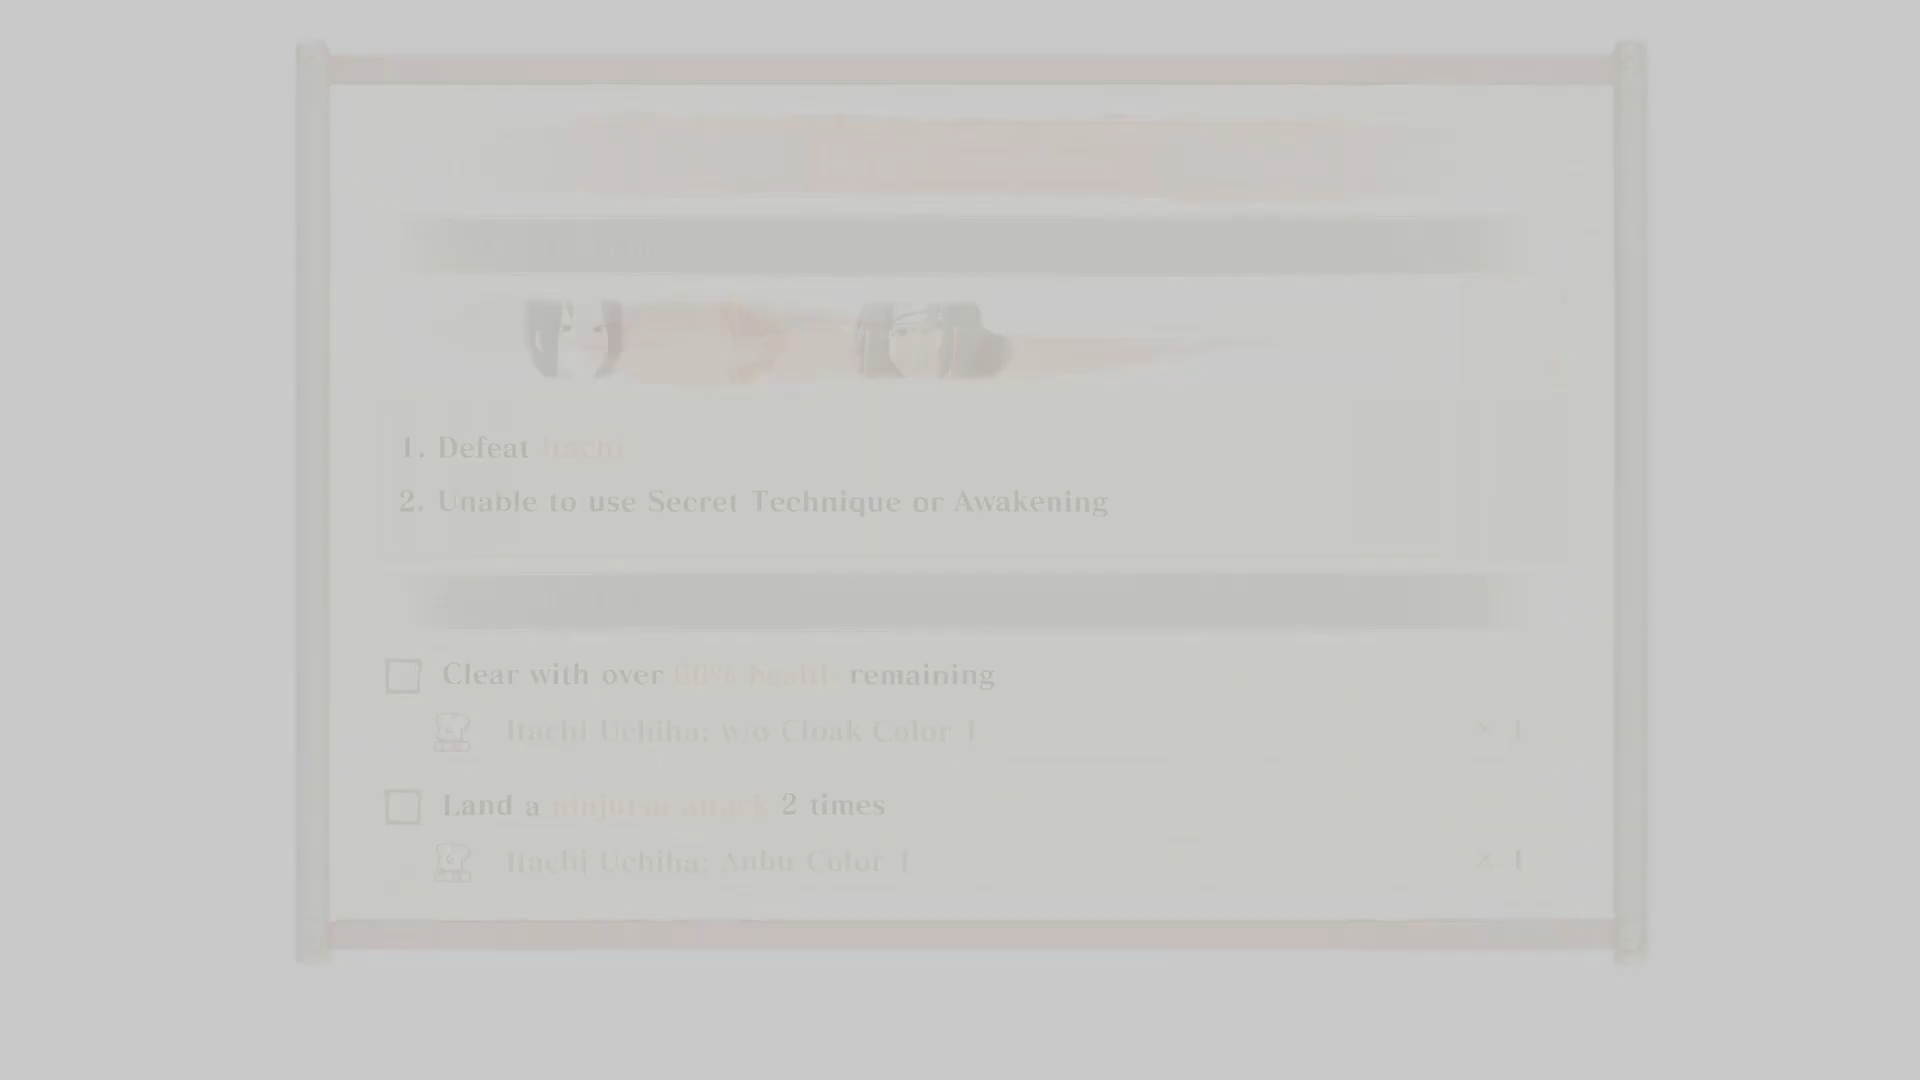 1. Defeat Itachi
2. Unable to use Secret Technique or Awakening
Clear with over 60% health remaining
Itachi Uchiha: w/o Cloak Color 1 × 1
Land a ninjutsu attack 2 times
Itachi Uchiha: Anbu Color 1 × 1